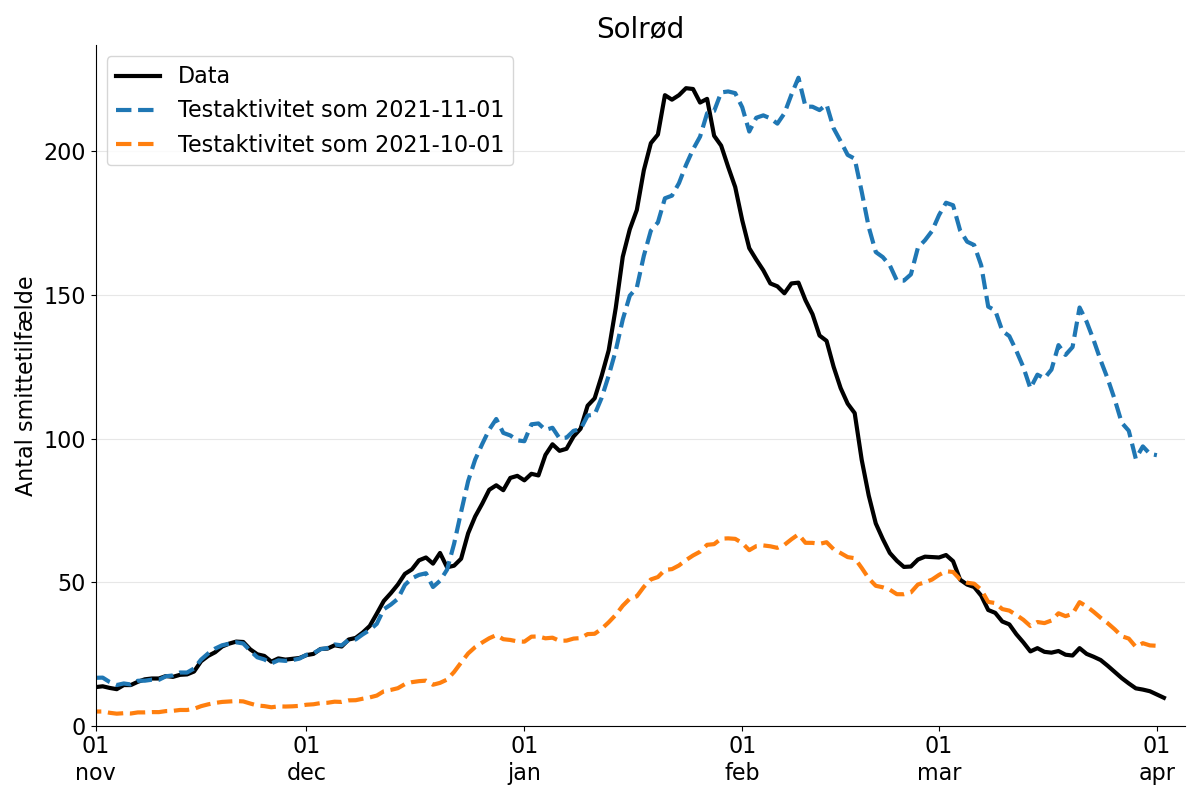 Solrød
Data
Testaktivitet som 2021-11-01
Testaktivitet som 2021-10-01
Antal smittetilfælde
200
150
100
50
0
01 01 01 01 01 01
nov dec jan feb mar apr